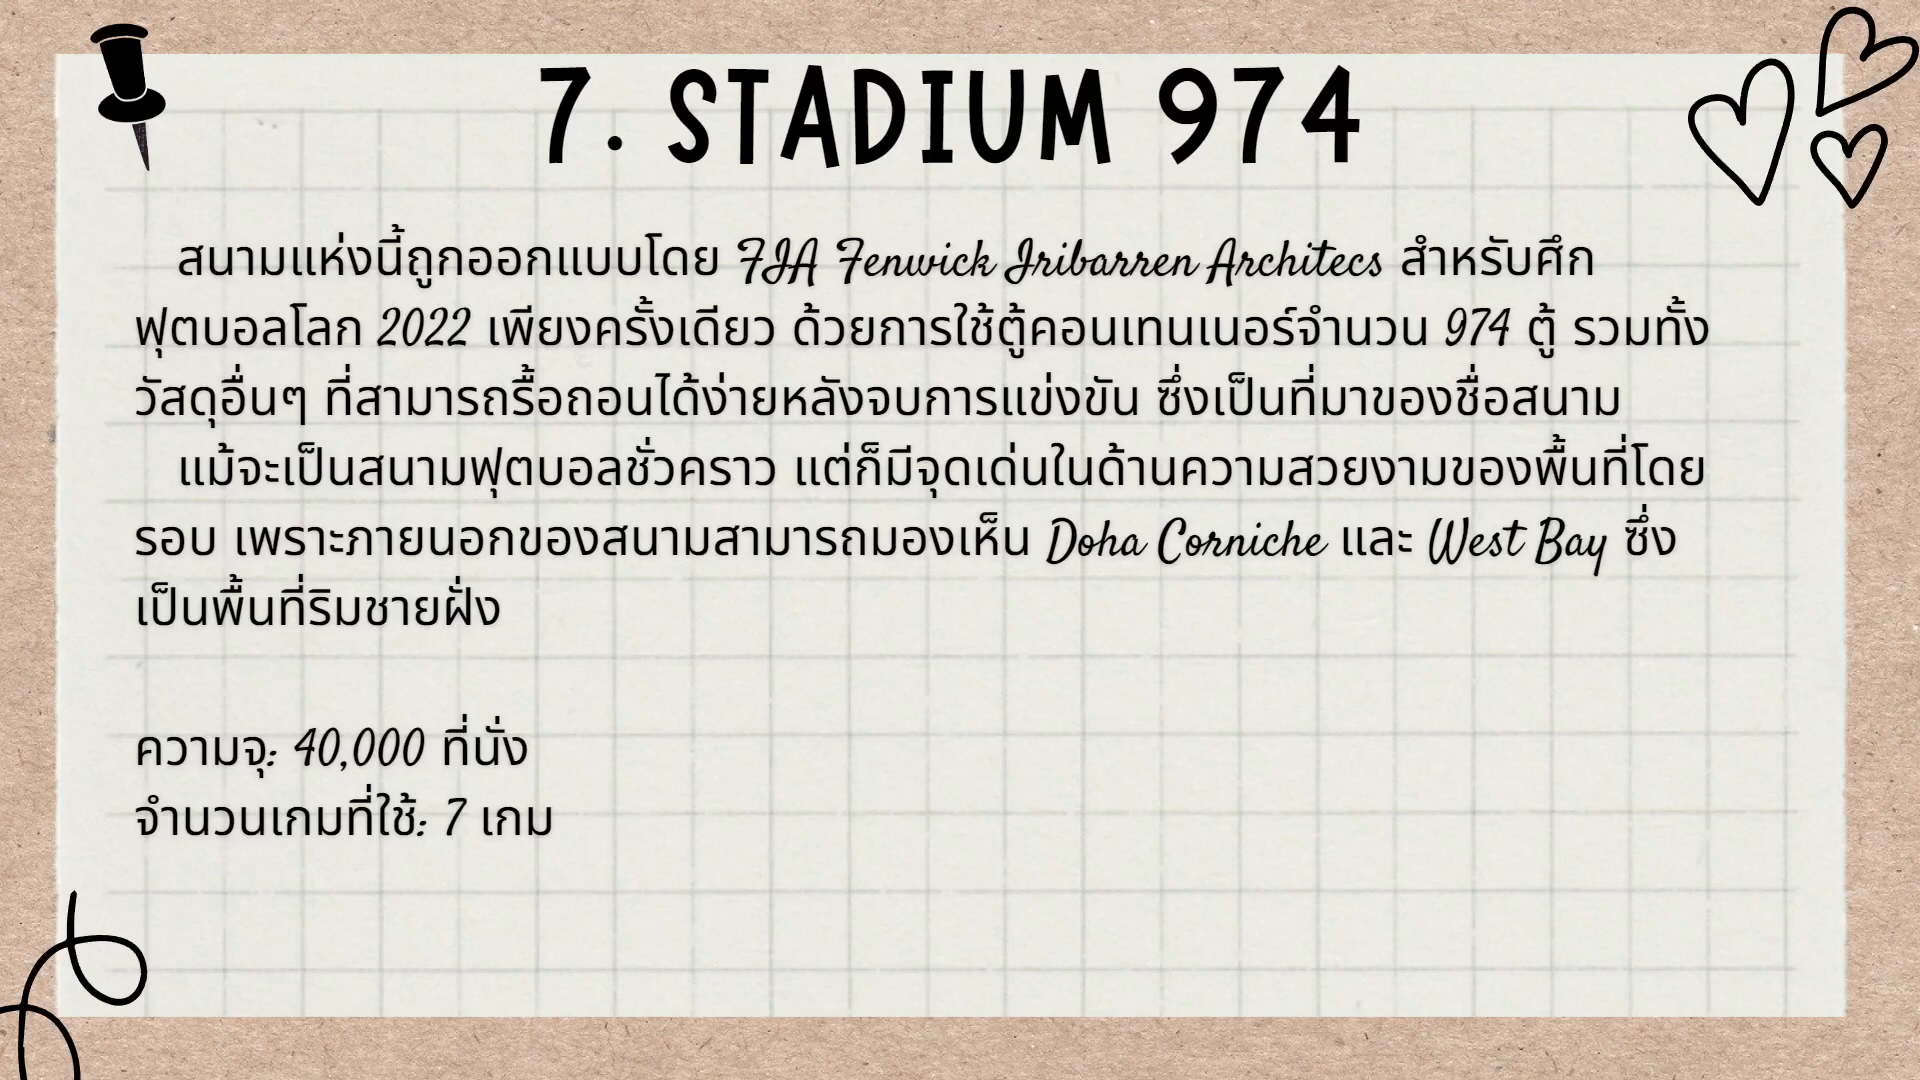 7. STADIUM 974
สนามแห่งนี้ถูกออกแบบโดย FIA Fenwick Iribarren Architecs สำหรับศึก
ฟุตบอลโลก 2022 เพียงครั้งเดียว ด้วยการใช้ตู้คอนเทนเนอร์จำนวน 974 ตู้ รวมทั้ง
วัสดุอื่นๆ ที่สามารถรื้อถอนได้ง่ายหลังจบการแข่งขัน ซึ่งเป็นที่มาของชื่อสนาม
แม้จะเป็นสนามฟุตบอลชั่วคราว แต่ก็มีจุดเด่นในด้านความสวยงามของพื้นที่โดย
รอบ เพราะภายนอกของสนามสามารถมองเห็น Doha Corniche และ West Bay ซึ่ง
เป็นพื้นที่ริมชายฝั่ง
ความจุ: 40,000 ที่นั่ง
จำนวนเกมที่ใช้: 7 เกม